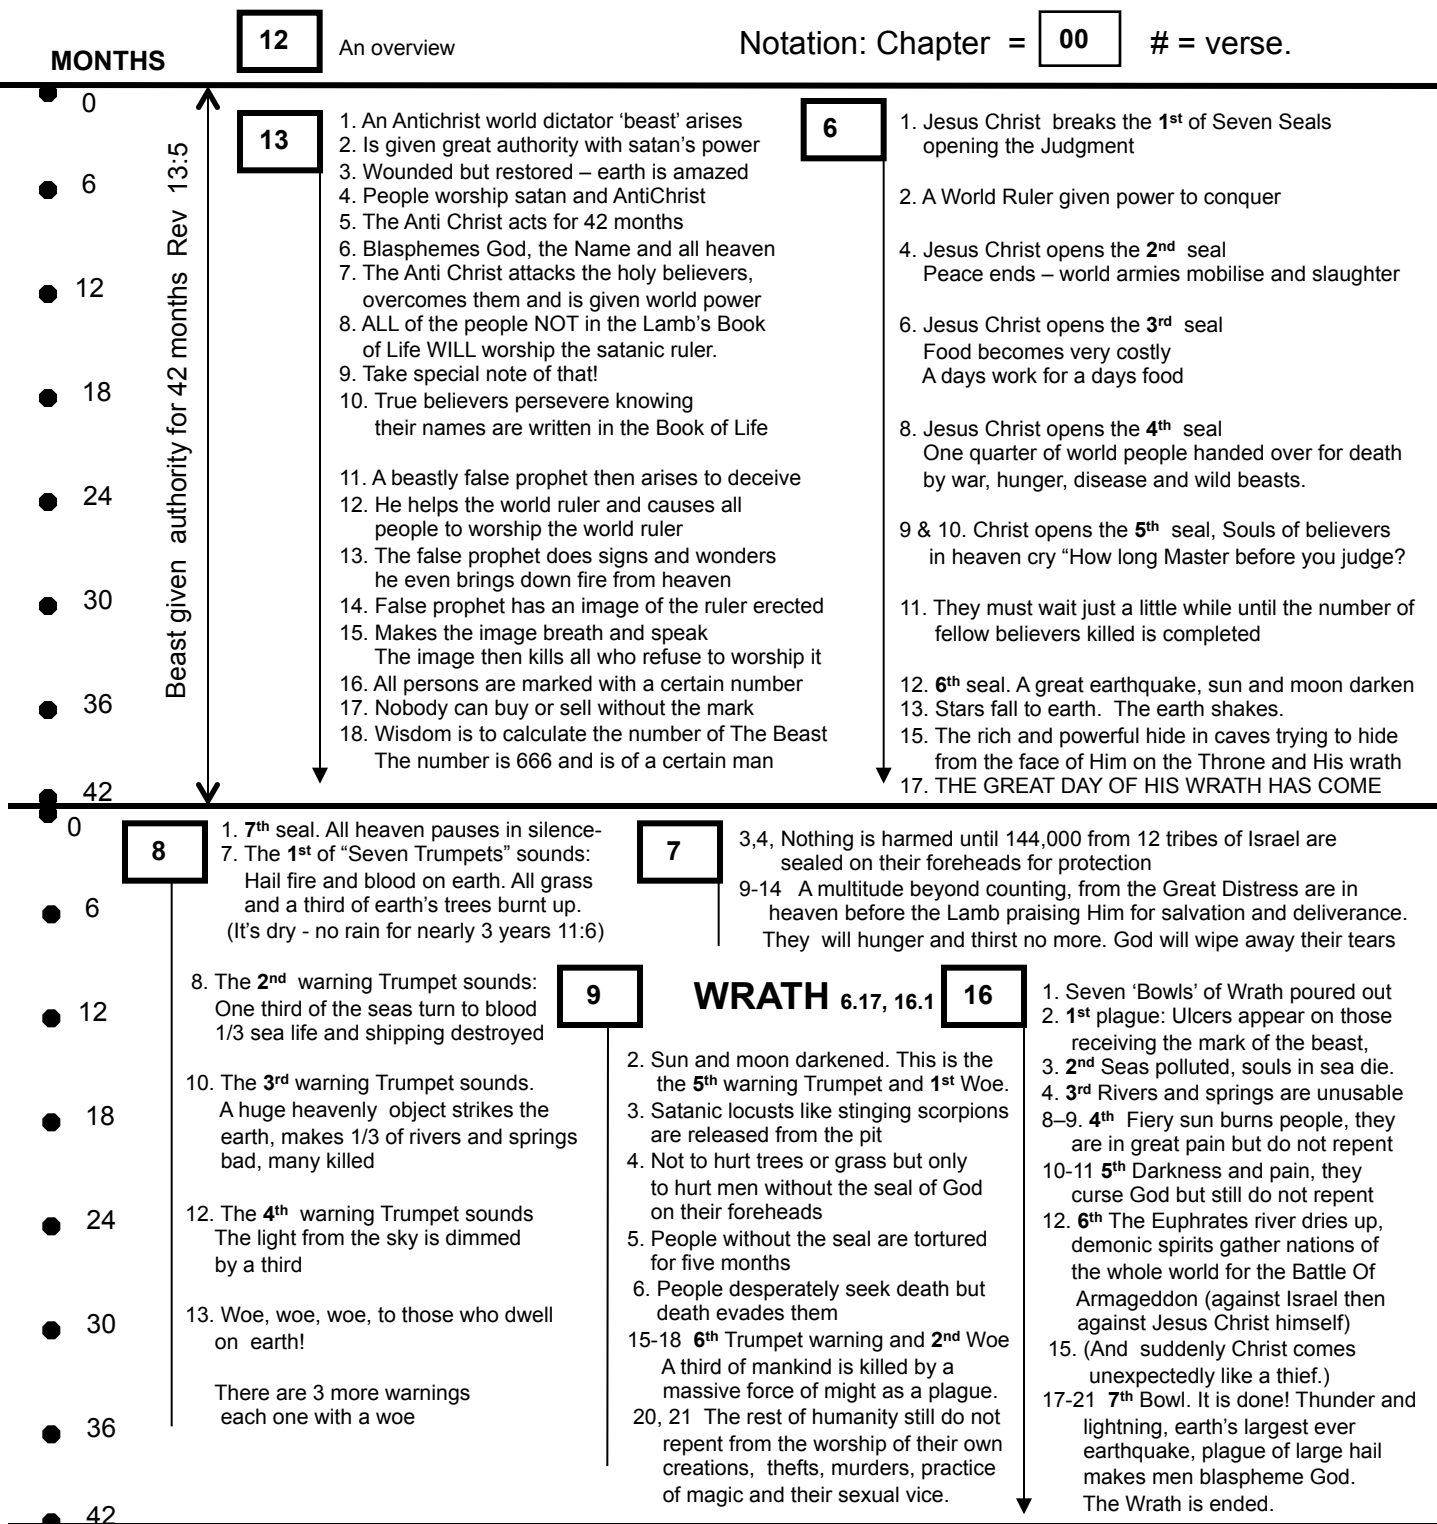 MONTHS
12
An overview
Notation: Chapter = 00 # = verse.
0
6
12
18
24
30
36
42
Beast given authority for 42 months Rev 13:5
13
1. An Antichrist world dictator ‘beast’ arises
2. Is given great authority with satan’s power
3. Wounded but restored – earth is amazed
4. People worship satan and AntiChrist
5. The Anti Christ acts for 42 months
6. Blasphemes God, the Name and all heaven
7. The Anti Christ attacks the holy believers,
overcomes them and is given world power
8. ALL of the people NOT in the Lamb’s Book
of Life WILL worship the satanic ruler.
9. Take special note of that!
10. True believers persevere knowing
their names are written in the Book of Life
11. A beastly false prophet then arises to deceive
12. He helps the world ruler and causes all
people to worship the world ruler
13. The false prophet does signs and wonders
he even brings down fire from heaven
14. False prophet has an image of the ruler erected
15. Makes the image breath and speak
The image then kills all who refuse to worship it
16. All persons are marked with a certain number
17. Nobody can buy or sell without the mark
18. Wisdom is to calculate the number of The Beast
The number is 666 and is of a certain man
6
1. Jesus Christ breaks the 1st of Seven Seals
opening the Judgment
2. A World Ruler given power to conquer
4. Jesus Christ opens the 2nd seal
Peace ends – world armies mobilise and slaughter
6. Jesus Christ opens the 3rd seal
Food becomes very costly
A days work for a days food
8. Jesus Christ opens the 4th seal
One quarter of world people handed over for death
by war, hunger, disease and wild beasts.
9 & 10. Christ opens the 5th seal, Souls of believers
in heaven cry “How long Master before you judge?
11. They must wait just a little while until the number of
fellow believers killed is completed
12. 6th seal. A great earthquake, sun and moon darken
13. Stars fall to earth. The earth shakes.
15. The rich and powerful hide in caves trying to hide
from the face of Him on the Throne and His wrath
17. THE GREAT DAY OF HIS WRATH HAS COME
0
6
12
18
24
30
36
42
8
1. 7th seal. All heaven pauses in silence-
7. The 1st of “Seven Trumpets” sounds:
Hail fire and blood on earth. All grass
and a third of earth’s trees burnt up.
(It’s dry - no rain for nearly 3 years 11:6)
8. The 2nd warning Trumpet sounds:
One third of the seas turn to blood
1/3 sea life and shipping destroyed
10. The 3rd warning Trumpet sounds.
A huge heavenly object strikes the
earth, makes 1/3 of rivers and springs
bad, many killed
12. The 4th warning Trumpet sounds
The light from the sky is dimmed
by a third
13. Woe, woe, woe, to those who dwell
on earth!
There are 3 more warnings
each one with a woe
7
3,4, Nothing is harmed until 144,000 from 12 tribes of Israel are
sealed on their foreheads for protection
9-14 A multitude beyond counting, from the Great Distress are in
heaven before the Lamb praising Him for salvation and deliverance.
They will hunger and thirst no more. God will wipe away their tears
9
WRATH 6.17, 16.1
2. Sun and moon darkened. This is the
the 5th warning Trumpet and 1st Woe.
3. Satanic locusts like stinging scorpions
are released from the pit
4. Not to hurt trees or grass but only
to hurt men without the seal of God
on their foreheads
5. People without the seal are tortured
for five months
6. People desperately seek death but
death evades them
15-18 6th Trumpet warning and 2nd Woe
A third of mankind is killed by a
massive force of might as a plague.
20, 21 The rest of humanity still do not
repent from the worship of their own
creations, thefts, murders, practice
of magic and their sexual vice.
16
1. Seven ‘Bowls’ of Wrath poured out
2. 1st plague: Ulcers appear on those
receiving the mark of the beast,
3. 2nd Seas polluted, souls in sea die.
4. 3rd Rivers and springs are unusable
8–9. 4th Fiery sun burns people, they
are in great pain but do not repent
10-11 5th Darkness and pain, they
curse God but still do not repent
12. 6th The Euphrates river dries up,
demonic spirits gather nations of
the whole world for the Battle Of
Armageddon (against Israel then
against Jesus Christ himself)
15. (And suddenly Christ comes
unexpectedly like a thief.)
17-21 7th Bowl. It is done! Thunder and
lightning, earth’s largest ever
earthquake, plague of large hail
makes men blaspheme God.
The Wrath is ended.